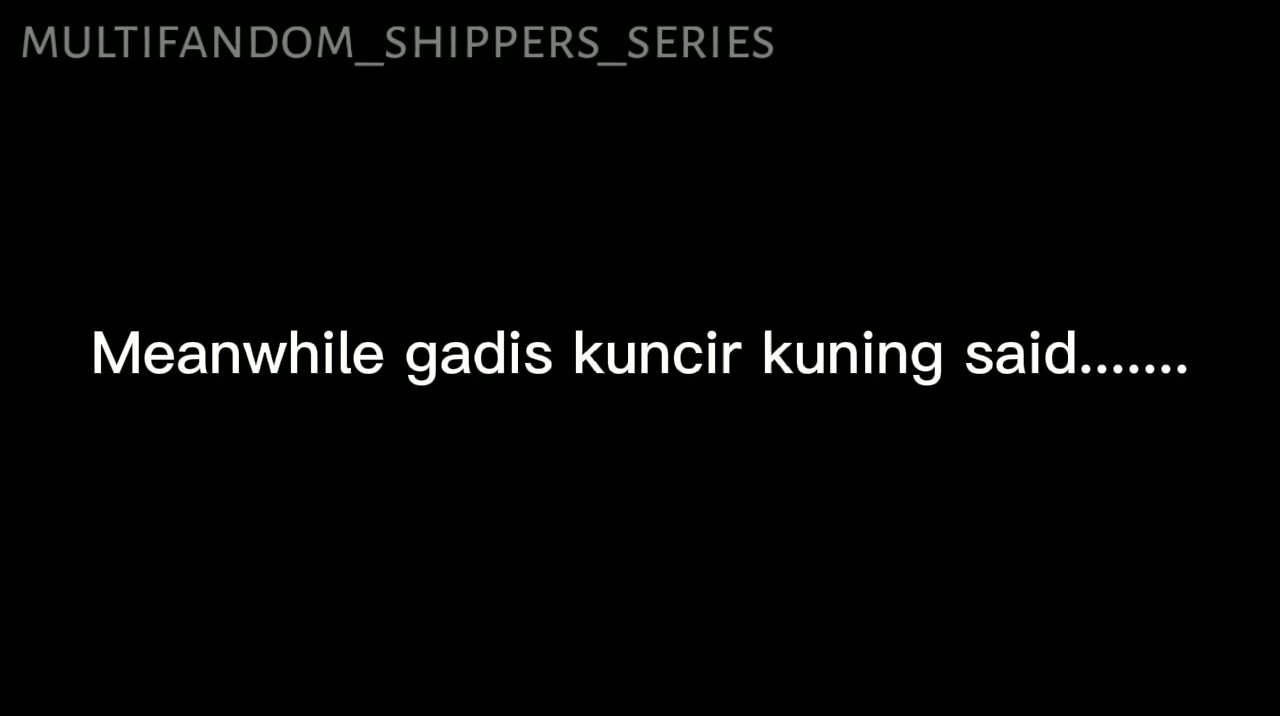 MULTIFANDOM_SHIPPERS_SERIES
Meanwhile gadis kuncir kuning said.......